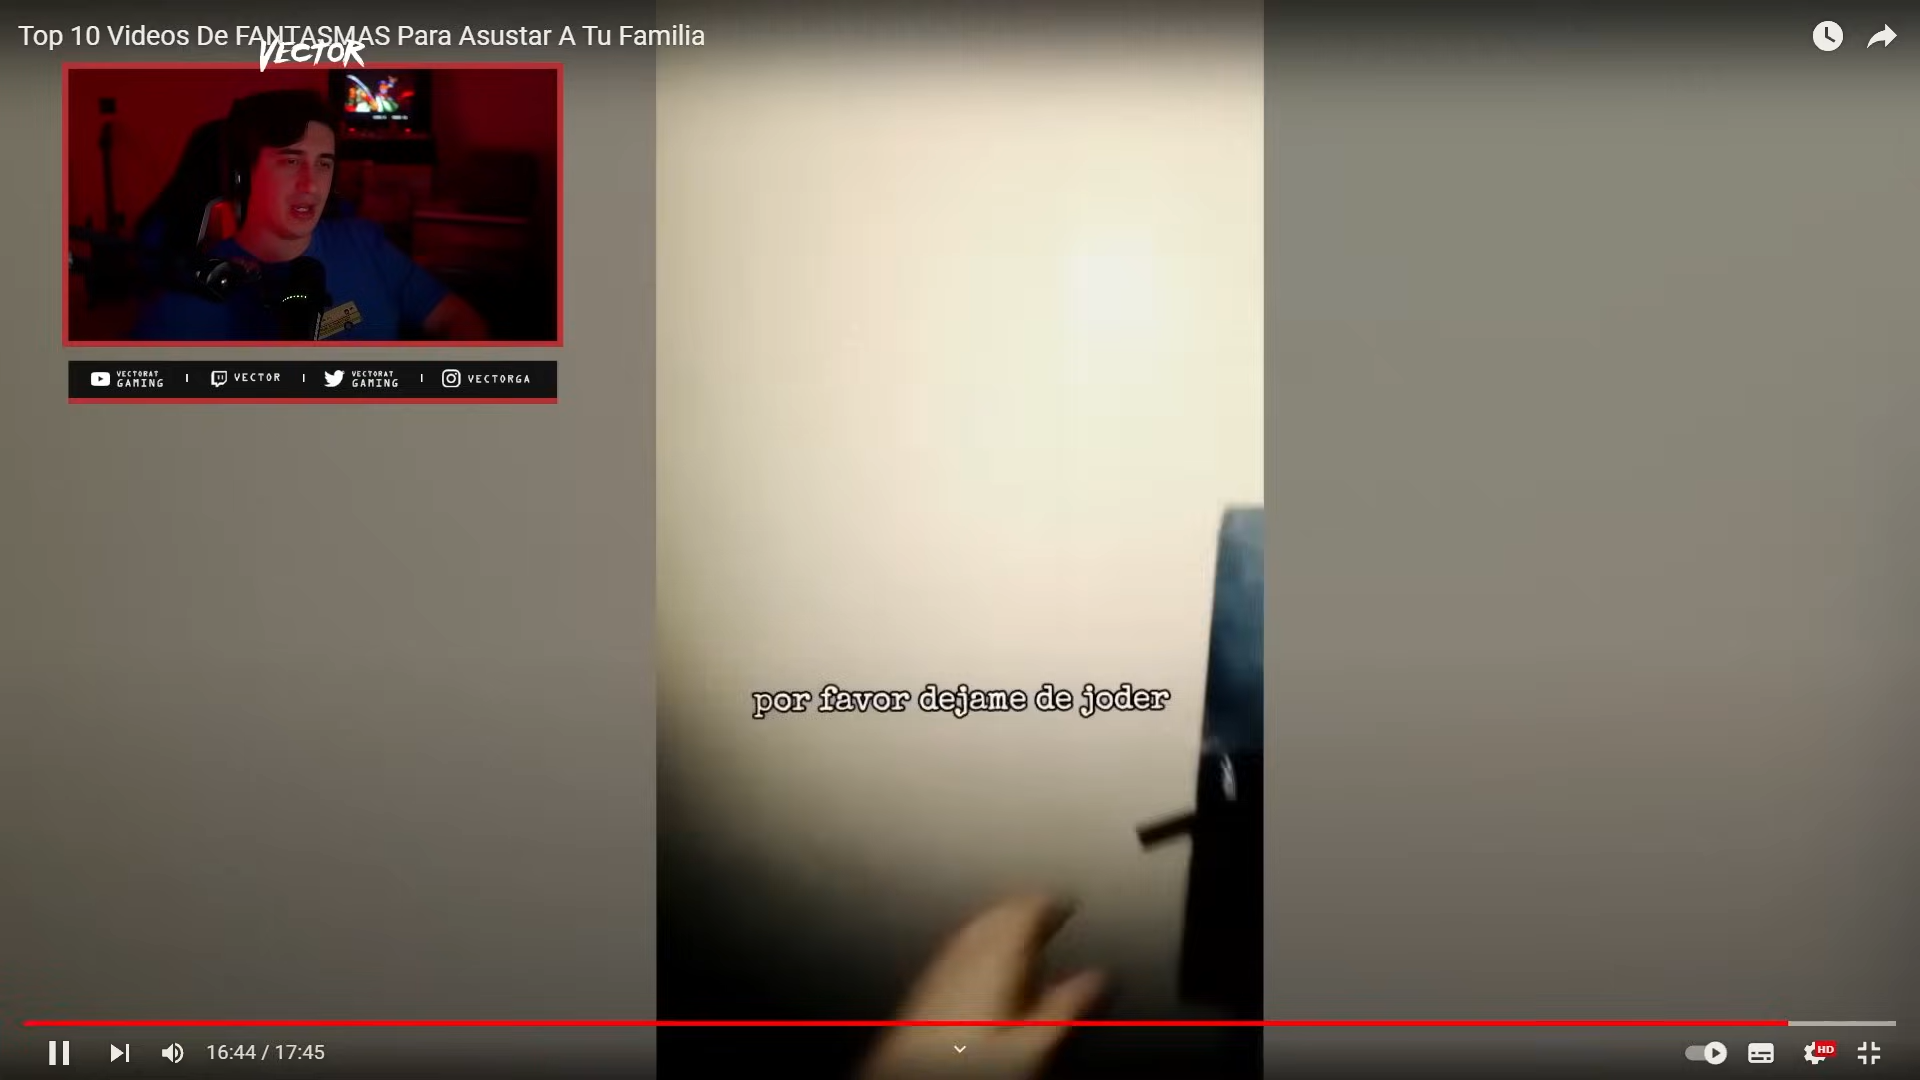 Top 10 Videos De FANTASMAS Para Asustar A Tu Familia
VECTOR
VECTORAT GAMING | VECTOR | VECTORAT GAMING | VECTORGA
por favor dejame de joder
16:44 / 17:45
HD